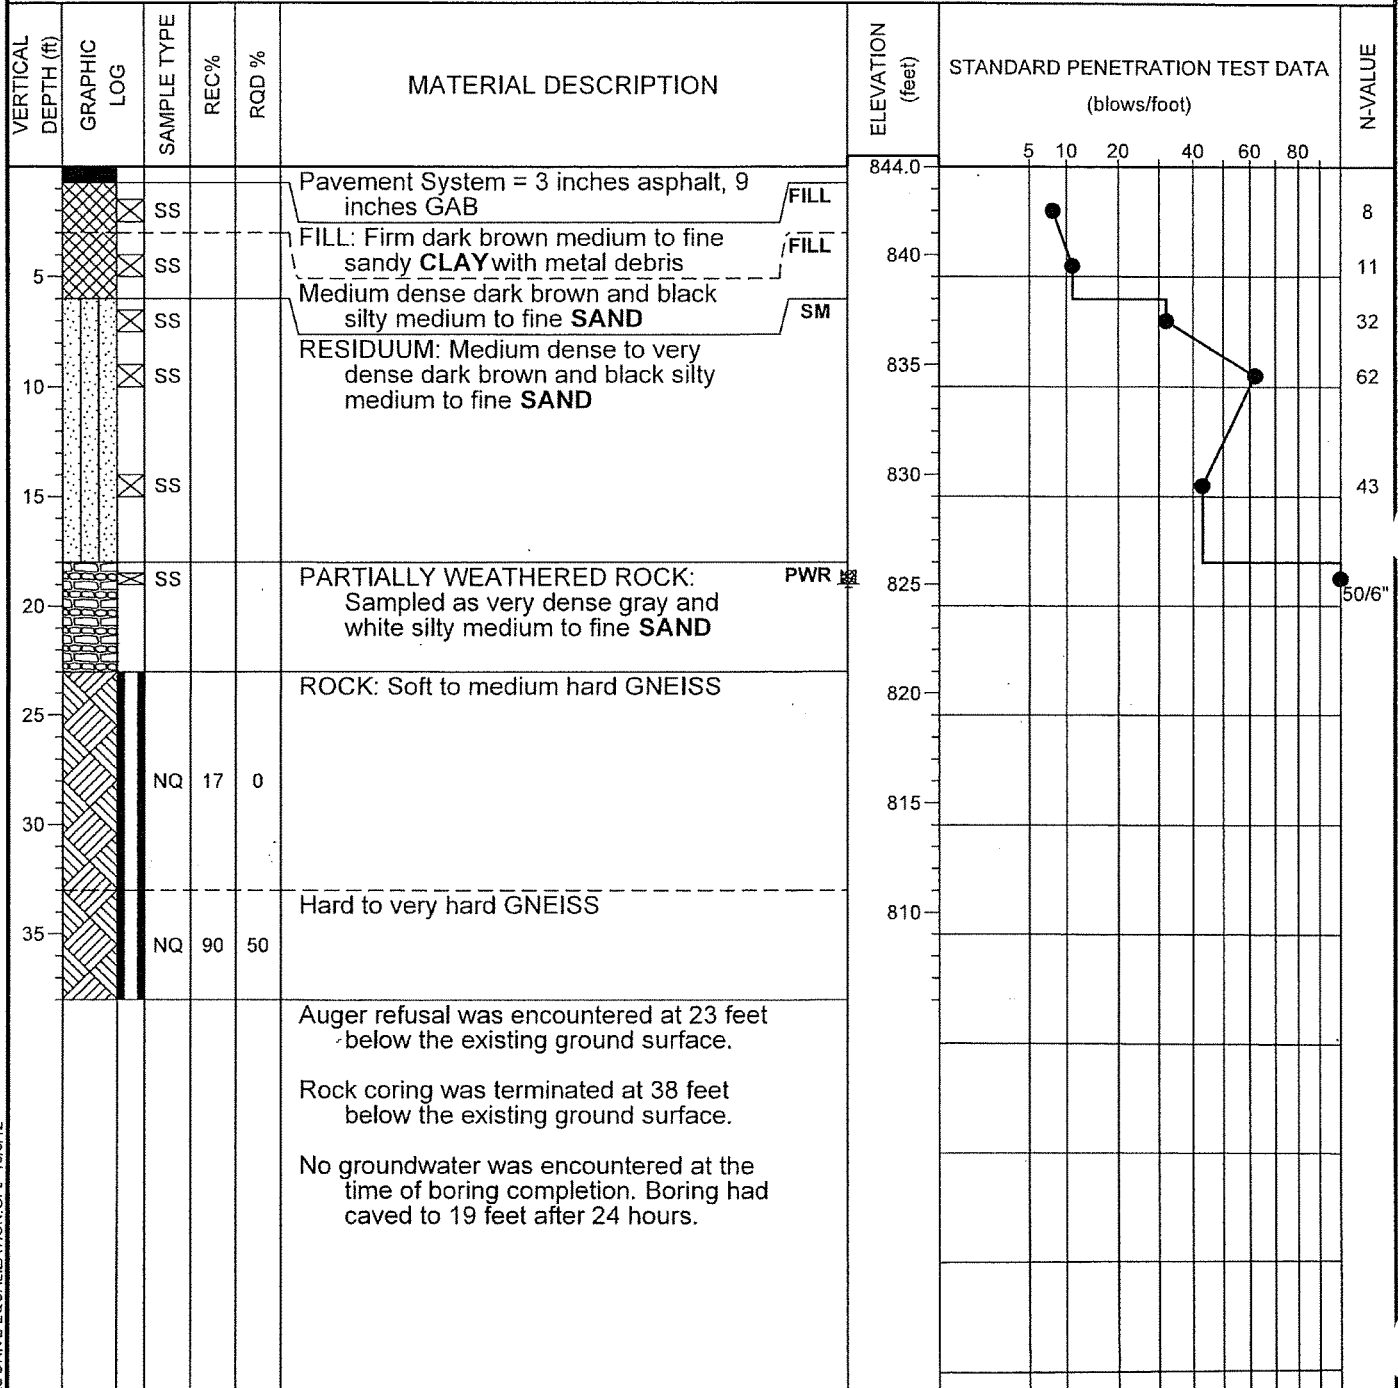 VERTICAL DEPTH (ft)
GRAPHIC LOG
SAMPLE TYPE
REC%
RQD %
MATERIAL DESCRIPTION
ELEVATION (feet)
STANDARD PENETRATION TEST DATA
(blows/foot)
N-VALUE
5 10 20 40 60 80
844.0
Pavement System = 3 inches asphalt, 9
inches GAB
FILL
SS
8
FILL: Firm dark brown medium to fine
sandy CLAY with metal debris
FILL
840
5
SS
11
Medium dense dark brown and black
silty medium to fine SAND
SM
SS
32
RESIDUUM: Medium dense to very
dense dark brown and black silty
medium to fine SAND
835
10
SS
62
830
15
SS
43
PARTIALLY WEATHERED ROCK:
Sampled as very dense gray and
white silty medium to fine SAND
PWR
SS
825
50/6"
20
ROCK: Soft to medium hard GNEISS
820
25
NQ 17 0
815
30
Hard to very hard GNEISS
810
35
NQ 90 50
Auger refusal was encountered at 23 feet
below the existing ground surface.
Rock coring was terminated at 38 feet
below the existing ground surface.
No groundwater was encountered at the
time of boring completion. Boring had
caved to 19 feet after 24 hours.